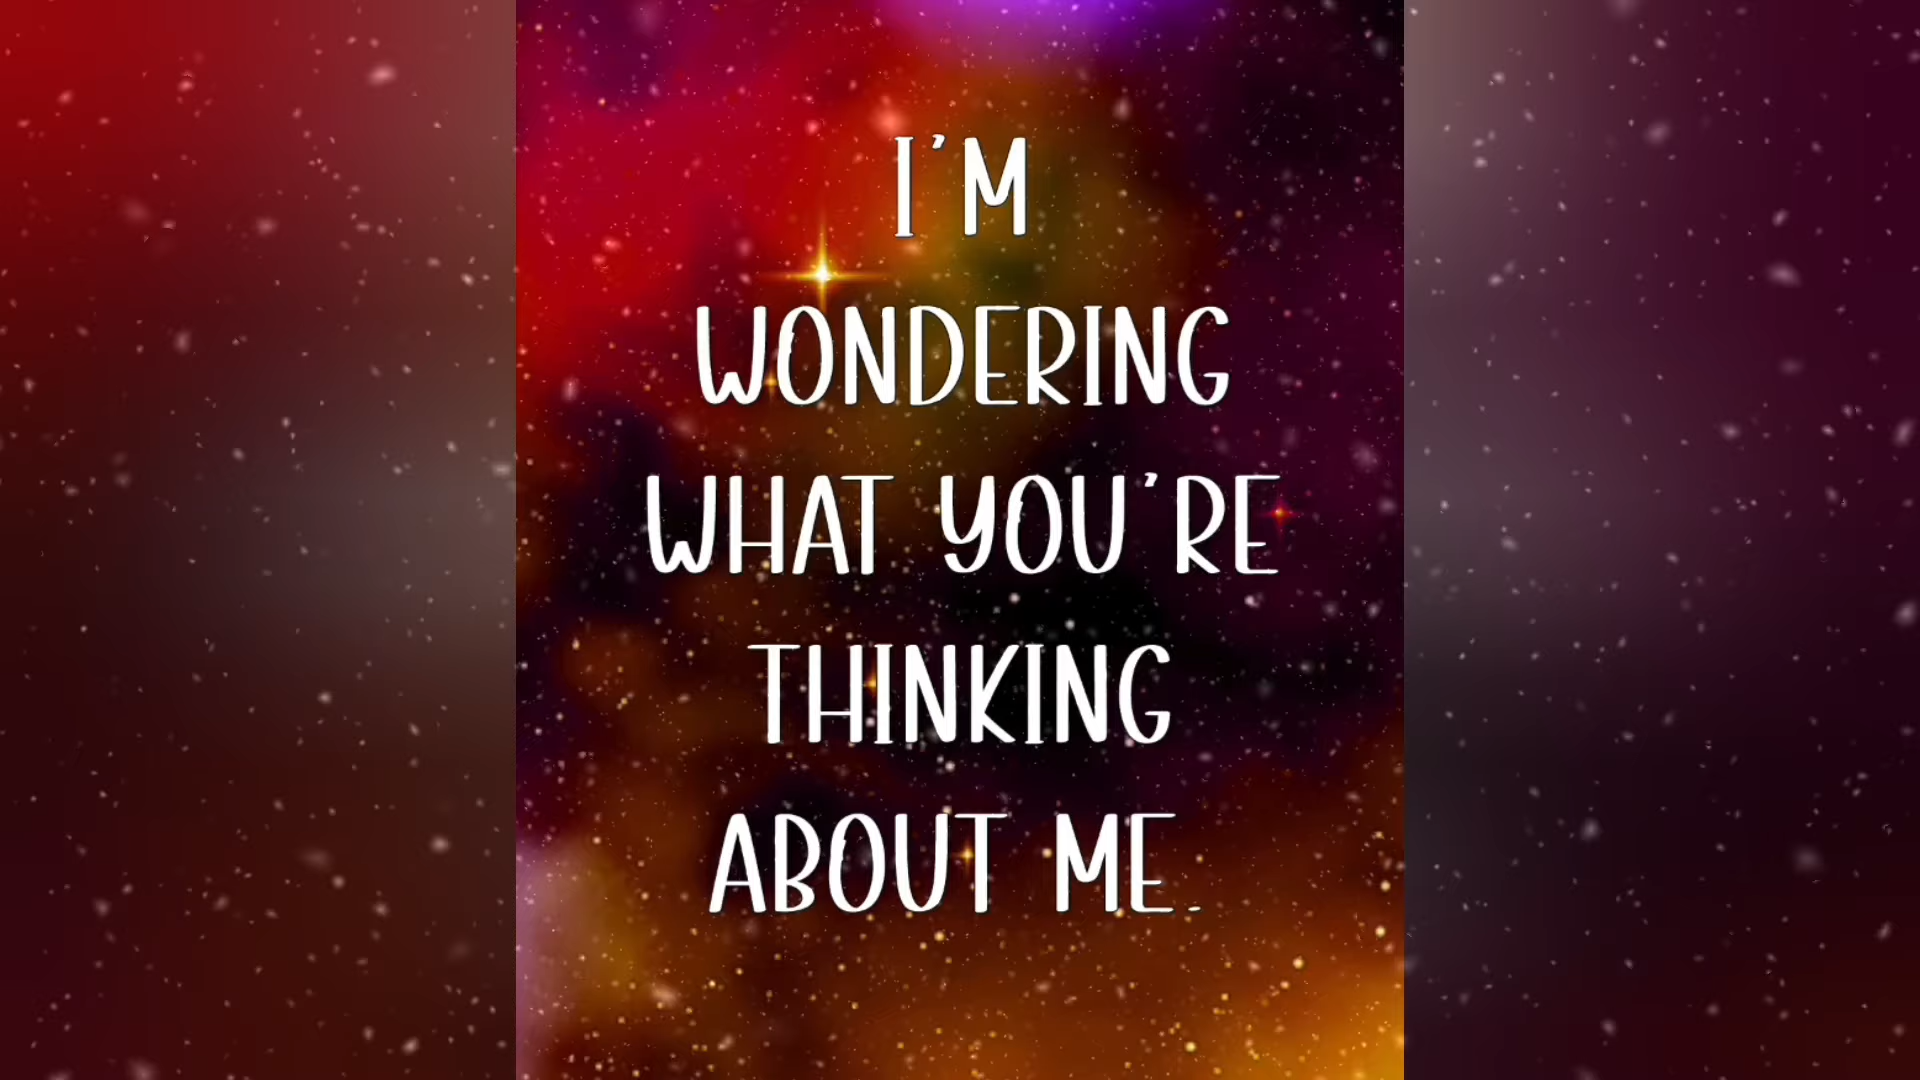 I'M
WONDERING
WHAT YOU'RE
THINKING
ABOUT ME.